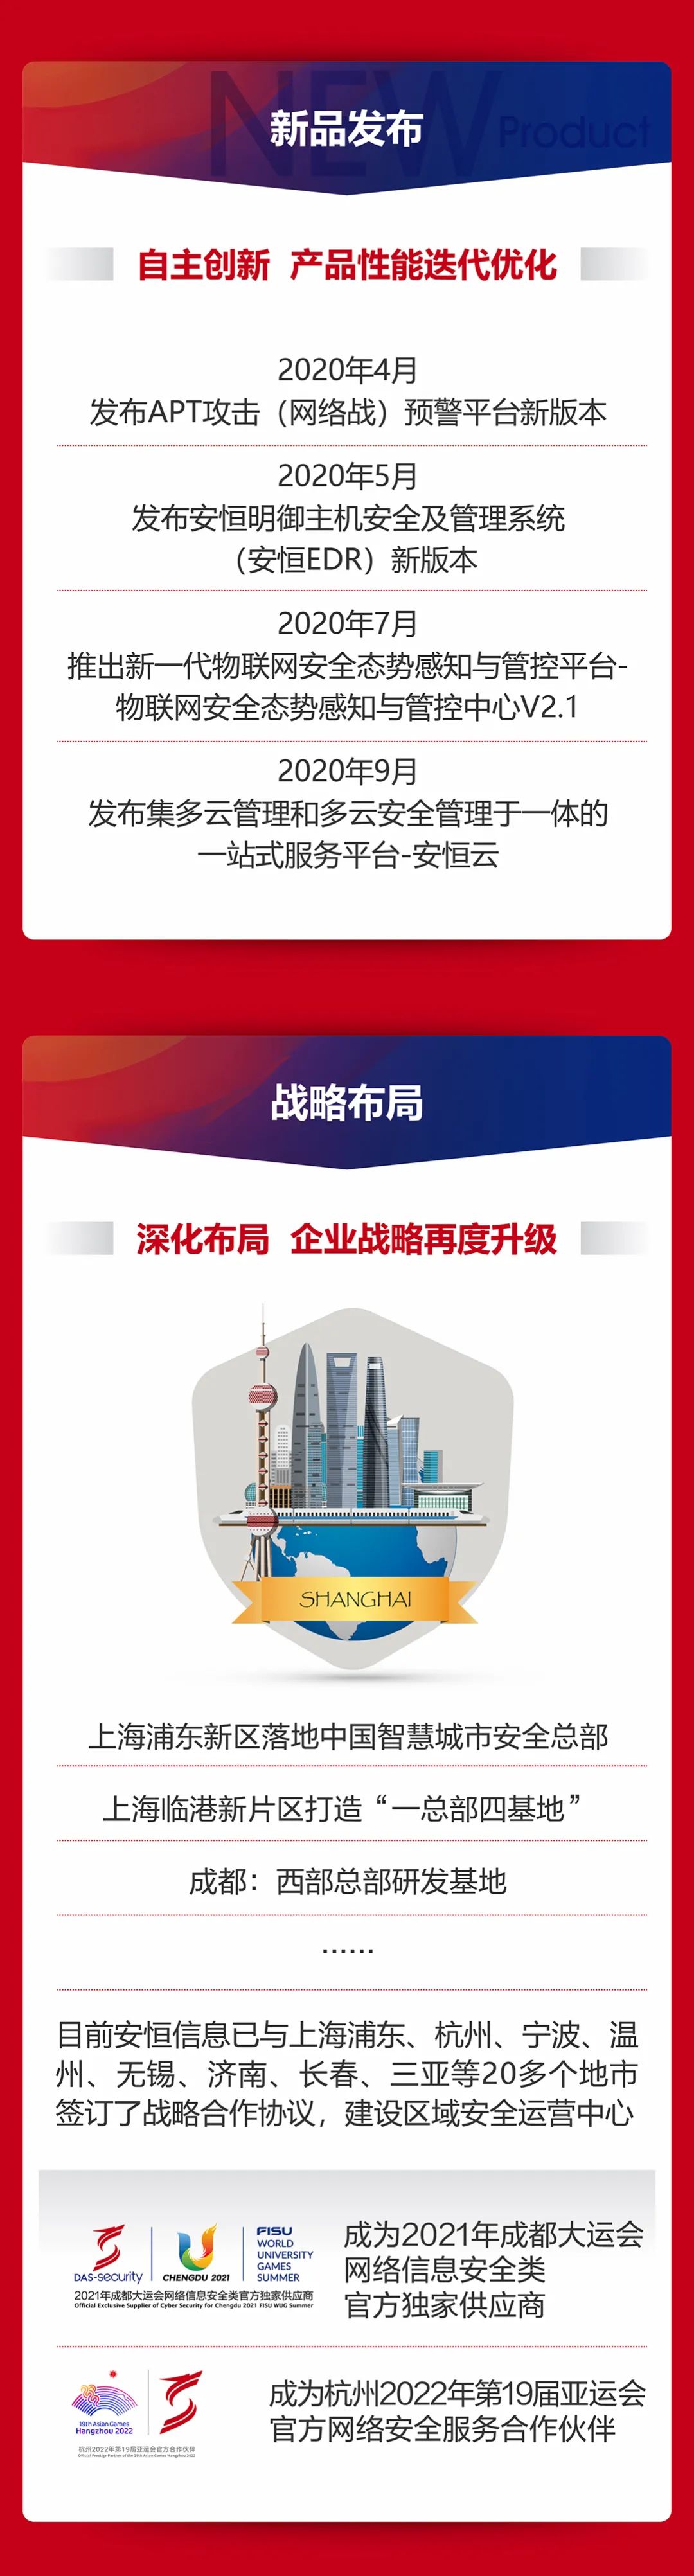 NEW Product
新品发布
自主创新 产品性能迭代优化
2020年4月
发布APT攻击（网络战）预警平台新版本
2020年5月
发布安恒明御主机安全及管理系统
（安恒EDR）新版本
2020年7月
推出新一代物联网安全态势感知与管控平台-
物联网安全态势感知与管控中心V2.1
2020年9月
发布集多云管理和多云安全管理于一体的
一站式服务平台-安恒云
战略布局
深化布局 企业战略再度升级
SHANGHAI
上海浦东新区落地中国智慧城市安全总部
上海临港新片区打造“一总部四基地”
成都：西部总部研发基地
······
目前安恒信息已与上海浦东、杭州、宁波、温
州、无锡、济南、长春、三亚等20多个地市
签订了战略合作协议，建设区域安全运营中心
DAS-security
CHENGDU 2021
FISU
WORLD
UNIVERSITY
GAMES
SUMMER
2021年成都大运会网络信息安全类官方独家供应商
Official Exclusive Supplier of Cyber Security for Chengdu 2021 FISU WUG Summer
成为2021年成都大运会
网络信息安全类
官方独家供应商
19th Asian Games
Hangzhou 2022
杭州2022年第19届亚运会官方合作伙伴
Official Prestige Partner of the 19th Asian Games Hangzhou 2022
成为杭州2022年第19届亚运会
官方网络安全服务合作伙伴